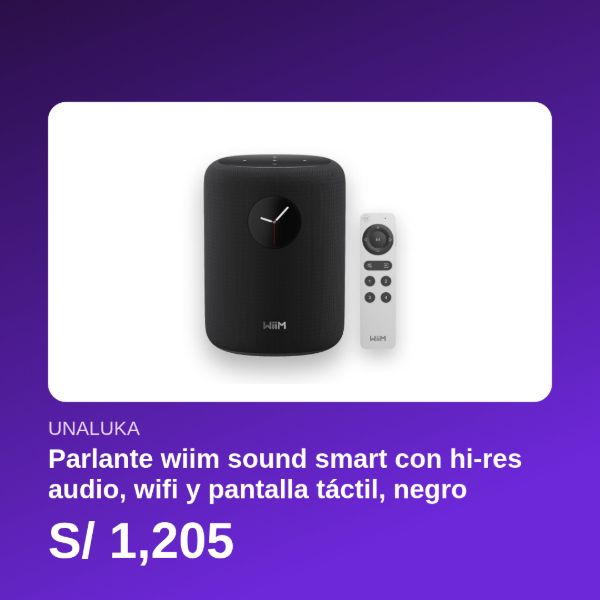 WiiM
WiiM
UNALUKA
Parlante wiim sound smart con hi-res
audio, wifi y pantalla táctil, negro
S/ 1,205